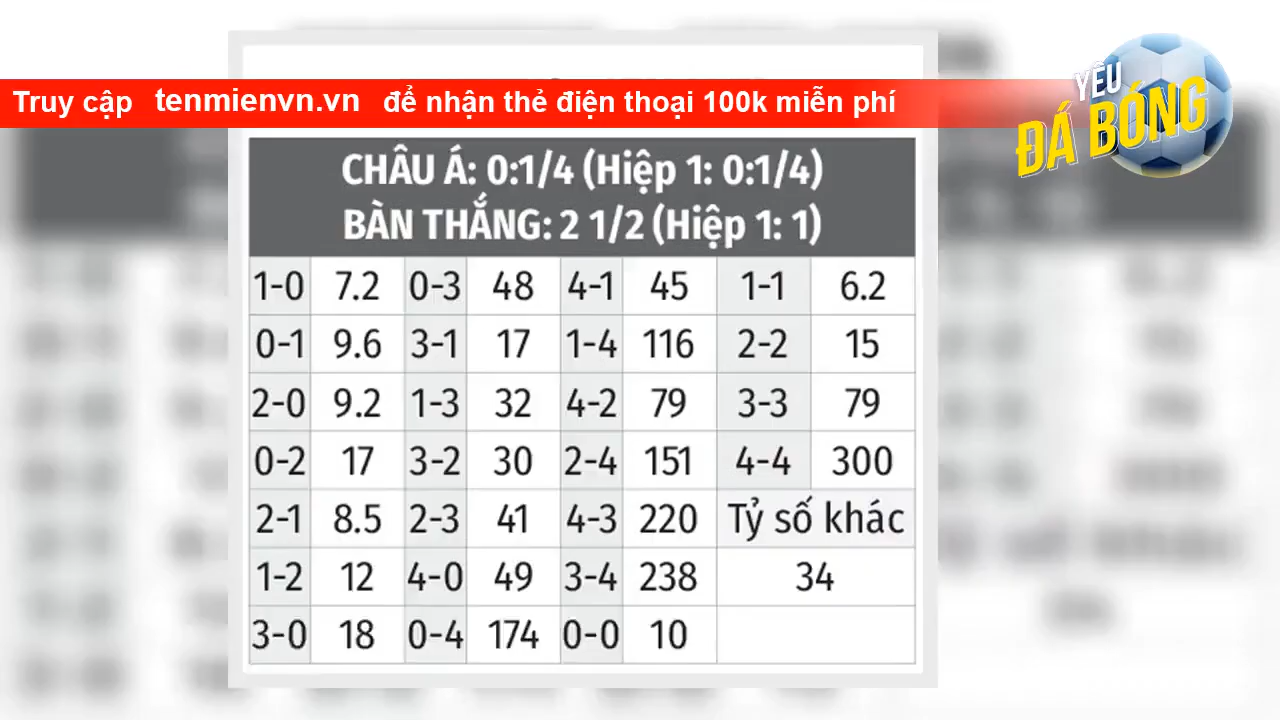 Truy cập tenmienvn.vn để nhận thẻ điện thoại 100k miễn phí
YÊU
ĐÁ BÓNG
CHÂU Á: 0:1/4 (Hiệp 1: 0:1/4)
BÀN THẮNG: 2 1/2 (Hiệp 1: 1)
1-0 7.2 0-3 48 4-1 45 1-1 6.2
0-1 9.6 3-1 17 1-4 116 2-2 15
2-0 9.2 1-3 32 4-2 79 3-3 79
0-2 17 3-2 30 2-4 151 4-4 300
2-1 8.5 2-3 41 4-3 220 Tỷ số khác
1-2 12 4-0 49 3-4 238 34
3-0 18 0-4 174 0-0 10